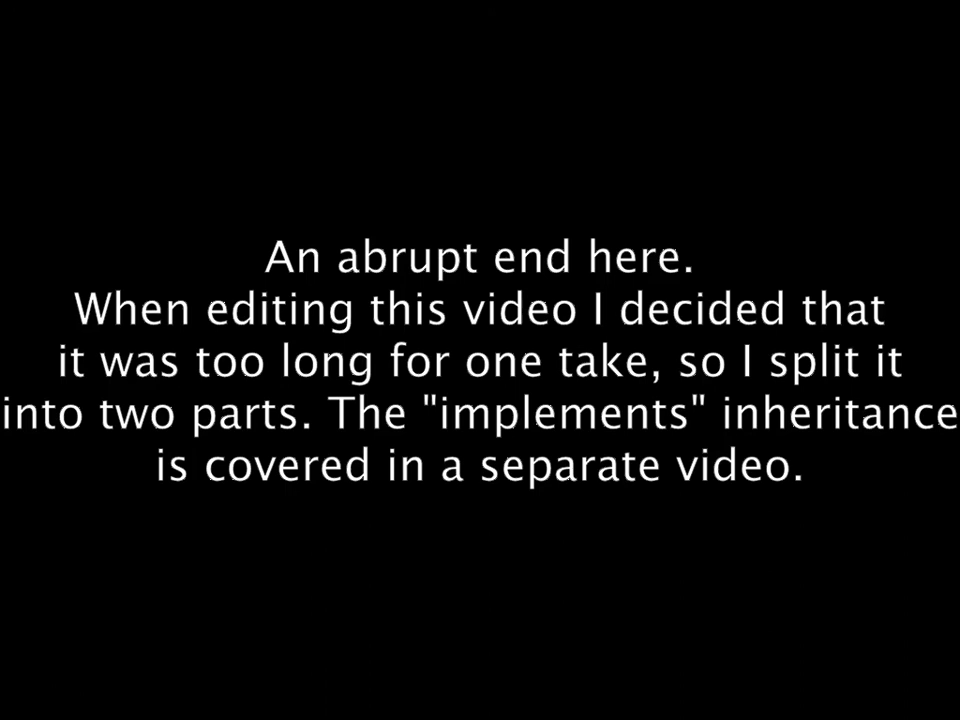 An abrupt end here.
When editing this video I decided that
it was too long for one take, so I split it
into two parts. The "implements" inheritance
is covered in a separate video.